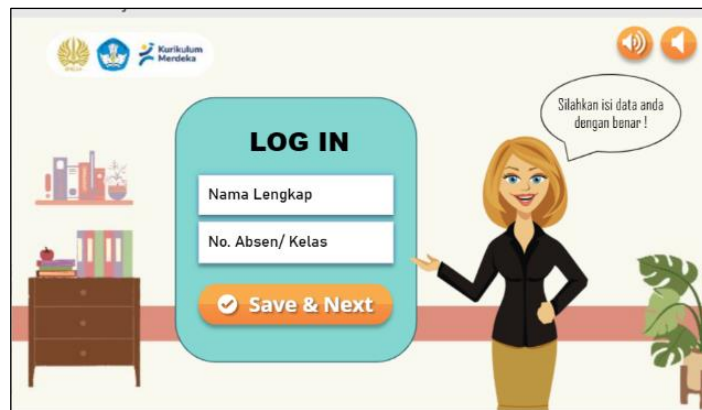 Kurikulum
Merdeka
Silahkan isi data anda
dengan benar !
LOG IN
Nama Lengkap
No. Absen/ Kelas
Save & Next